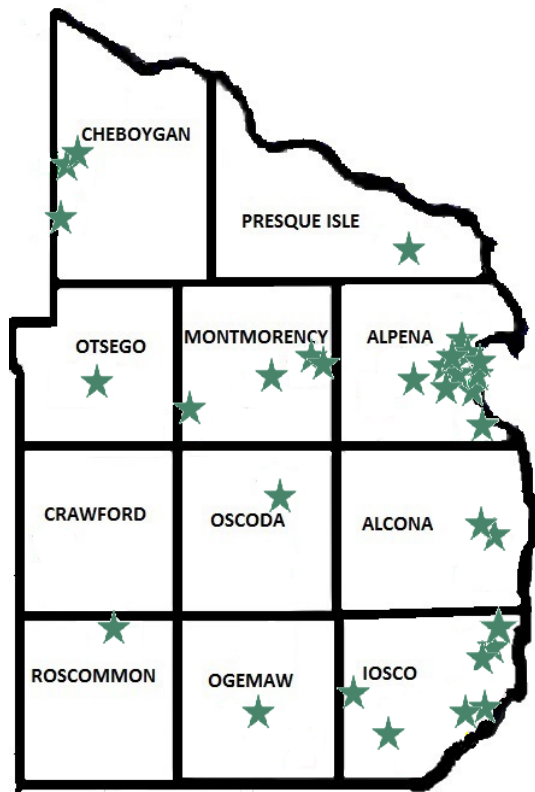 CHEBOYGAN
PRESQUE ISLE
OTSEGO
MONTMORENCY
ALPENA
CRAWFORD
OSCODA
ALCONA
ROSCOMMON
OGEMAW
IOSCO